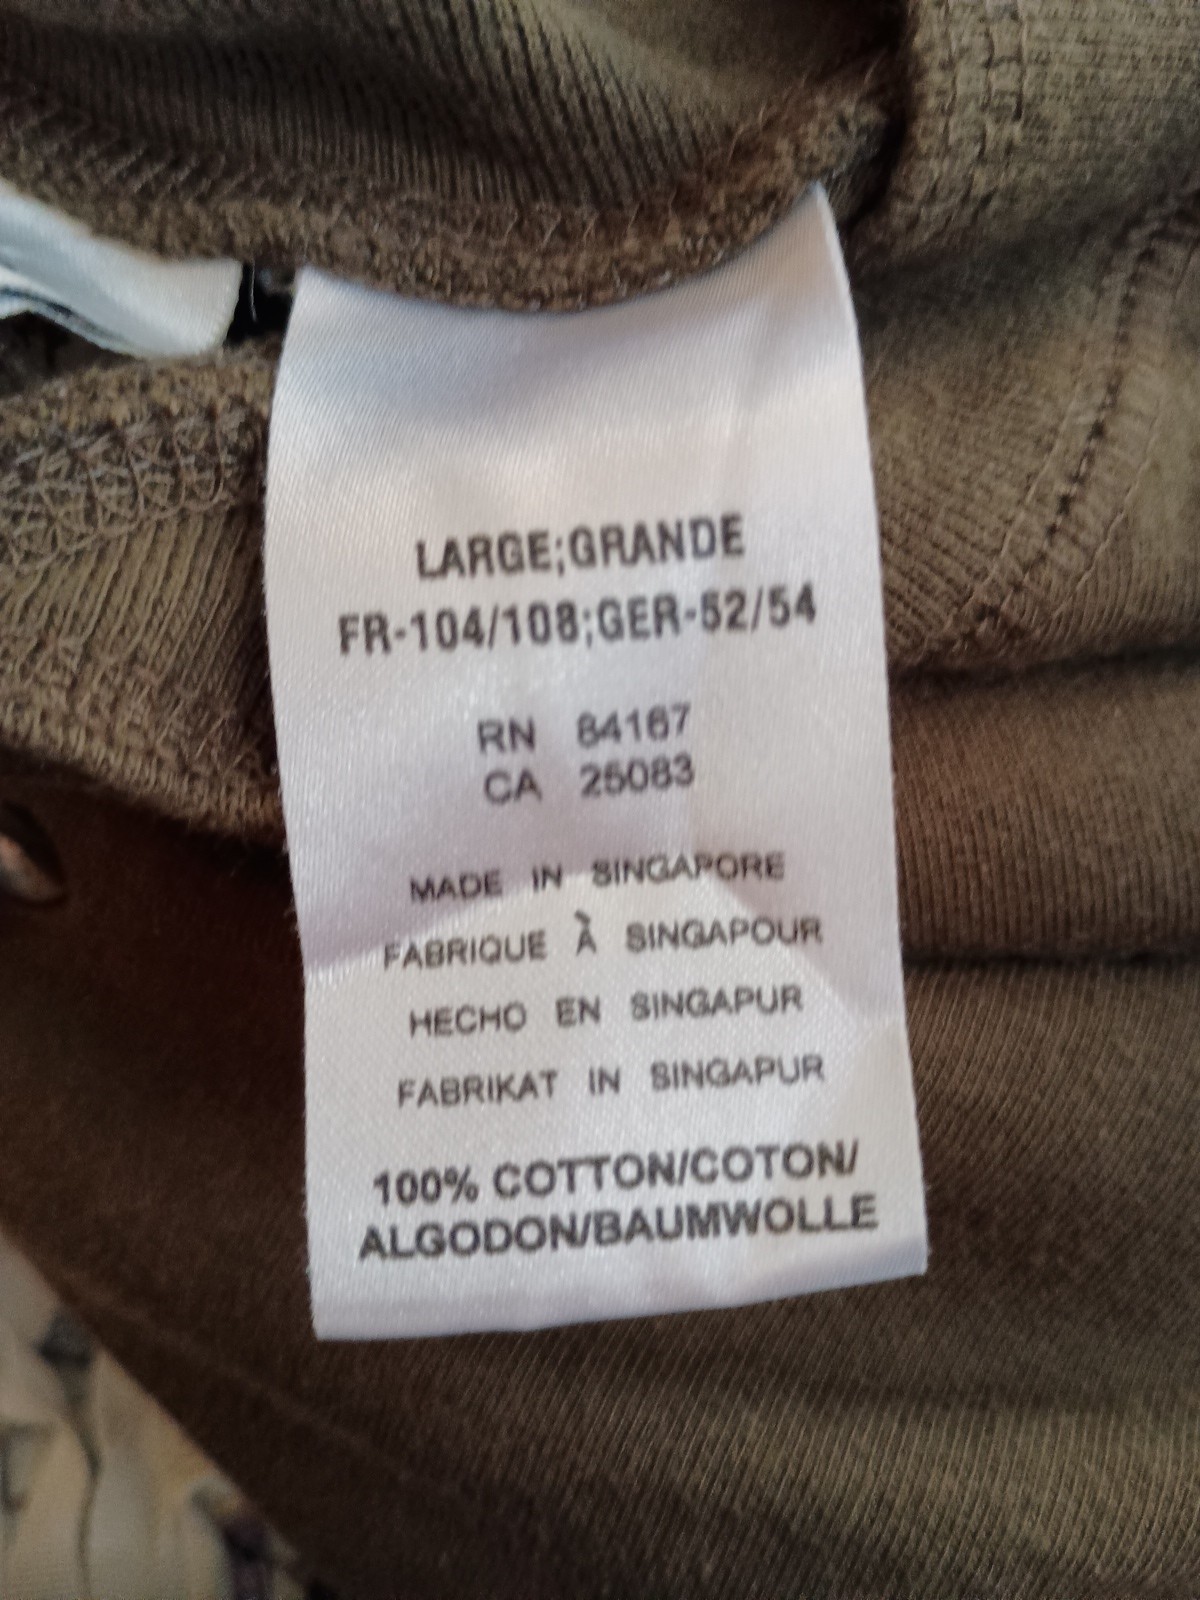 LARGE;GRANDE
FR-104/108;GER-52/54
RN 84167
CA 25083
MADE IN SINGAPORE
FABRIQUE À SINGAPOUR
HECHO EN SINGAPUR
FABRIKAT IN SINGAPUR
100% COTTON/COTON/
ALGODON/BAUMWOLLE